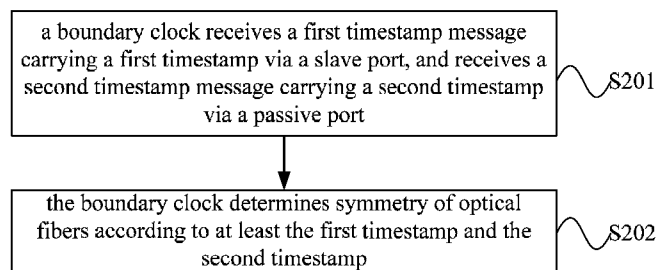 a boundary clock receives a first timestamp message
carrying a first timestamp via a slave port, and receives a
second timestamp message carrying a second timestamp
via a passive port
S201
the boundary clock determines symmetry of optical
fibers according to at least the first timestamp and the
second timestamp
S202